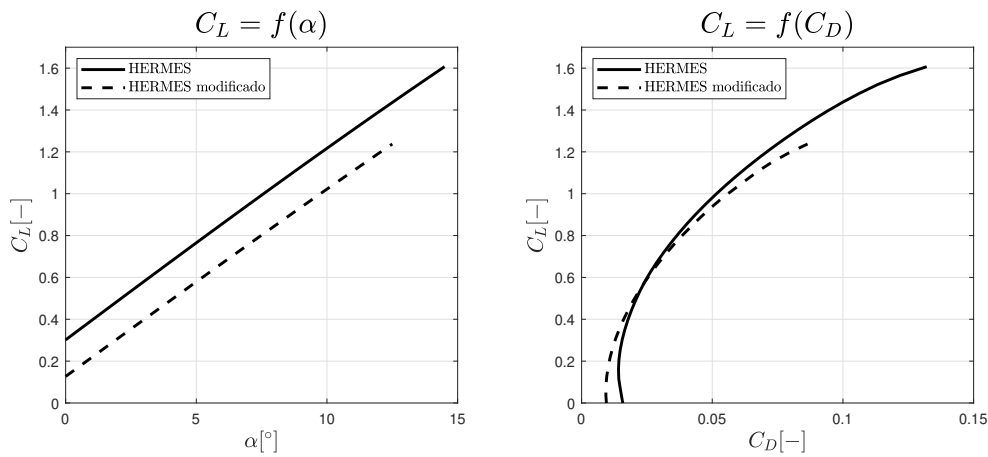 C_L = f(α)
HERMES
HERMES modificado
1.6
1.4
1.2
1
0.8
0.6
0.4
0.2
0
C_L[−]
0
5
10
15
α[°]
C_L = f(C_D)
HERMES
HERMES modificado
1.6
1.4
1.2
1
0.8
0.6
0.4
0.2
0
C_L[−]
0
0.05
0.1
0.15
C_D[−]